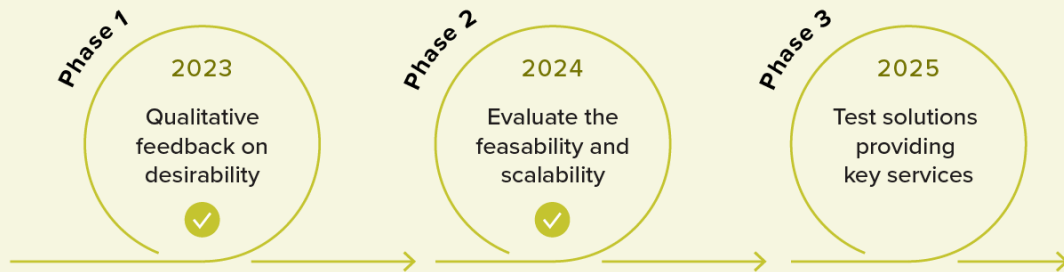 Phase 1
2023
Qualitative
feedback on
desirability
Phase 2
2024
Evaluate the
feasability and
scalability
Phase 3
2025
Test solutions
providing
key services